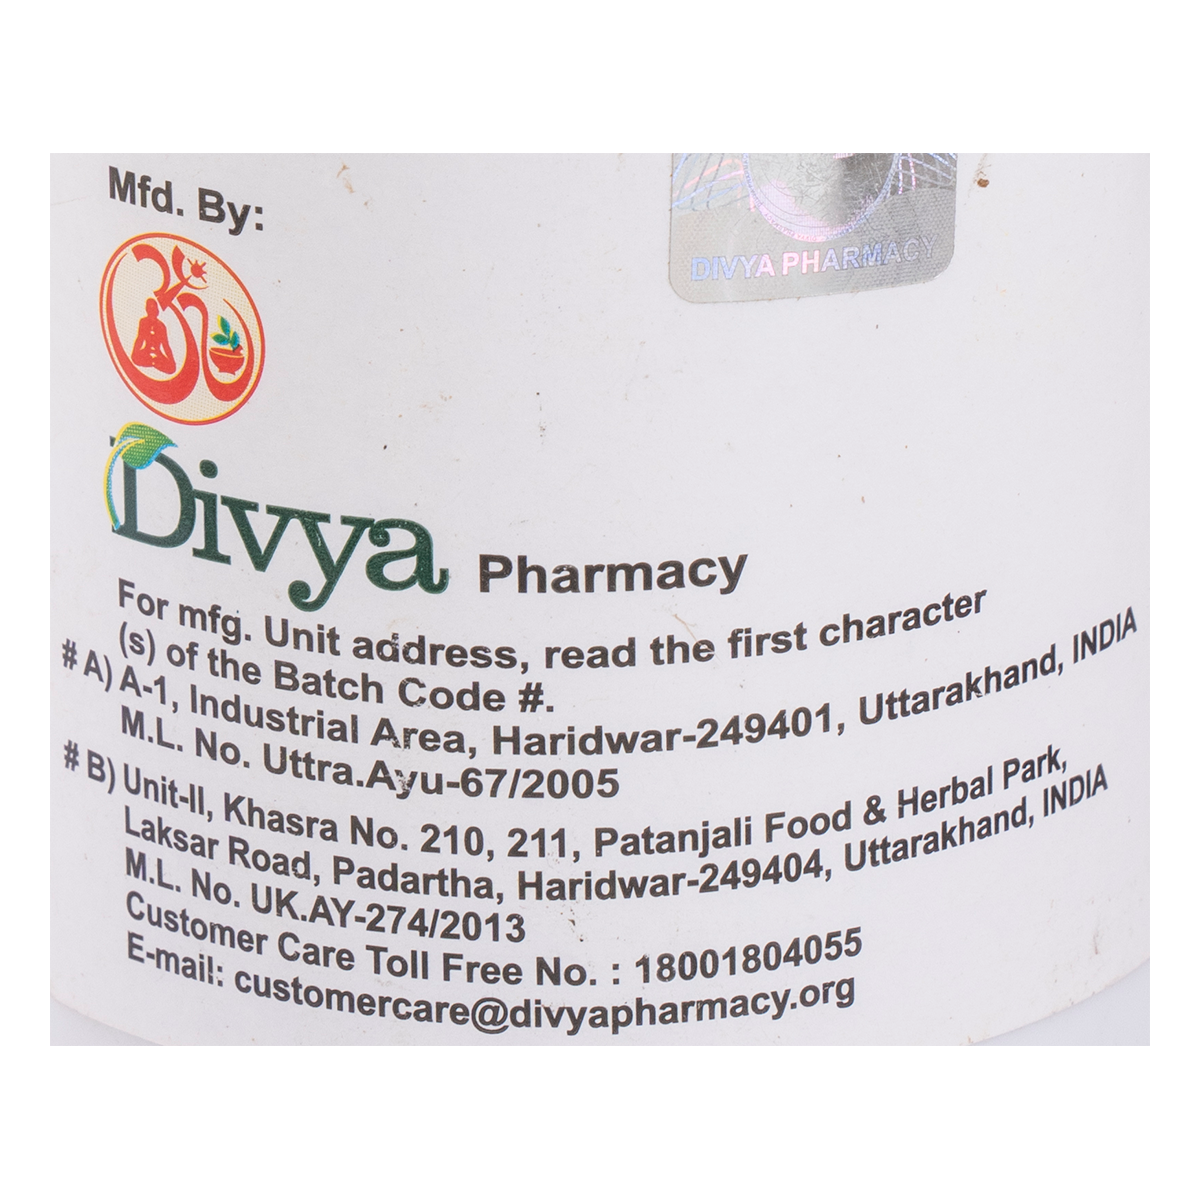 Mfd. By:
DIVYA PHARMACY
Divya Pharmacy
For mfg. Unit address, read the first character
(s) of the Batch Code #.
# A) A-1, Industrial Area, Haridwar-249401, Uttarakhand, INDIA
M.L. No. Uttra.Ayu-67/2005
# B) Unit-II, Khasra No. 210, 211, Patanjali Food & Herbal Park,
Laksar Road, Padartha, Haridwar-249404, Uttarakhand, INDIA
M.L. No. UK.AY-274/2013
Customer Care Toll Free No. : 18001804055
E-mail: customercare@divyapharmacy.org